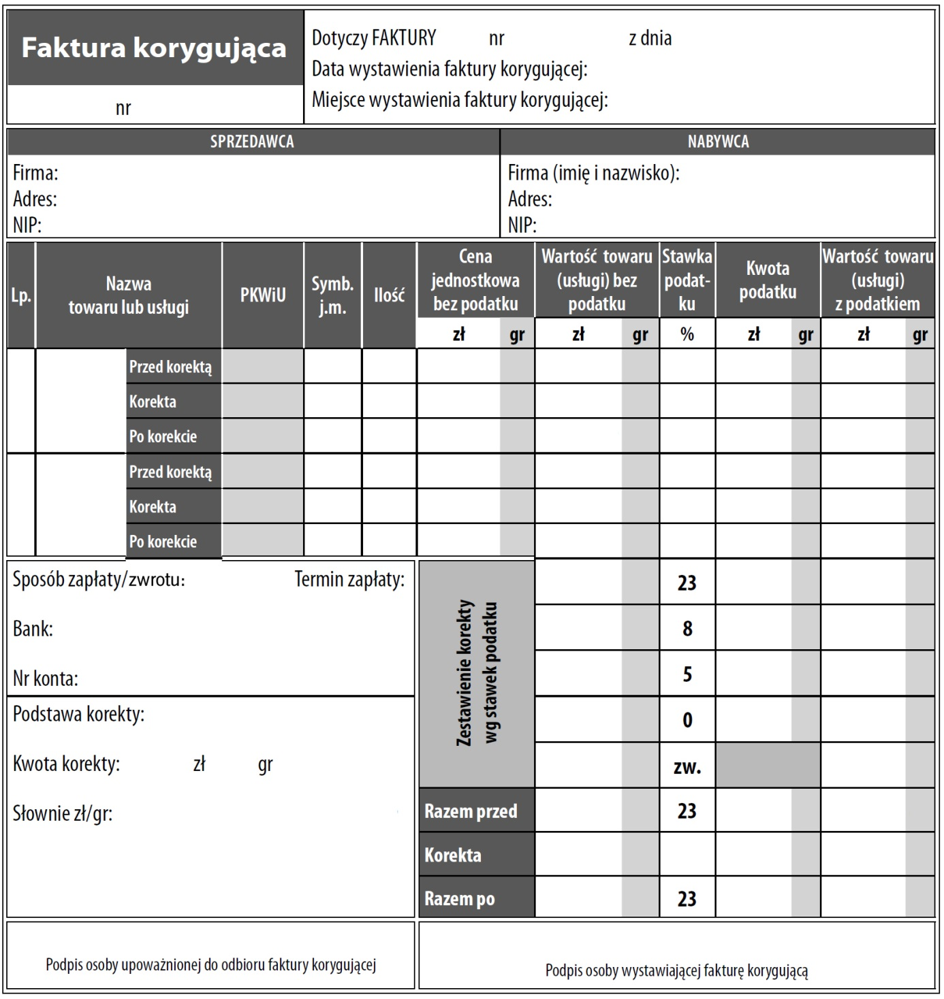 Faktura korygująca
nr
Dotyczy FAKTURY nr z dnia
Data wystawienia faktury korygującej:
Miejsce wystawienia faktury korygującej:
SPRZEDAWCA
NABYWCA
Firma:
Adres:
NIP:
Firma (imię i nazwisko):
Adres:
NIP:
Lp.
Nazwa
towaru lub usługi
PKWiU
Symb.
j.m.
Ilość
Cena
jednostkowa
bez podatku
Wartość towaru
(usługi) bez
podatku
Stawka
podat-
ku
Kwota
podatku
Wartość towaru
(usługi)
z podatkiem
zł gr zł gr % zł gr zł gr
Przed korektą
Korekta
Po korekcie
Przed korektą
Korekta
Po korekcie
Sposób zapłaty/zwrotu: Termin zapłaty:
Bank:
Nr konta:
Podstawa korekty:
Kwota korekty: zł gr
Słownie zł/gr:
Zestawienie korekty
wg stawek podatku
23
8
5
0
zw.
Razem przed 23
Korekta
Razem po 23
Podpis osoby upoważnionej do odbioru faktury korygującej
Podpis osoby wystawiającej fakturę korygującą